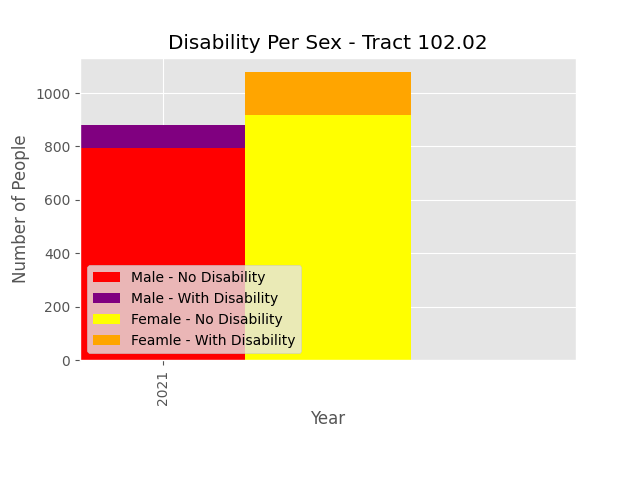 Disability Per Sex - Tract 102.02
Number of People
1000
800
600
400
200
0
Male - No Disability
Male - With Disability
Female - No Disability
Feamle - With Disability
2021
Year